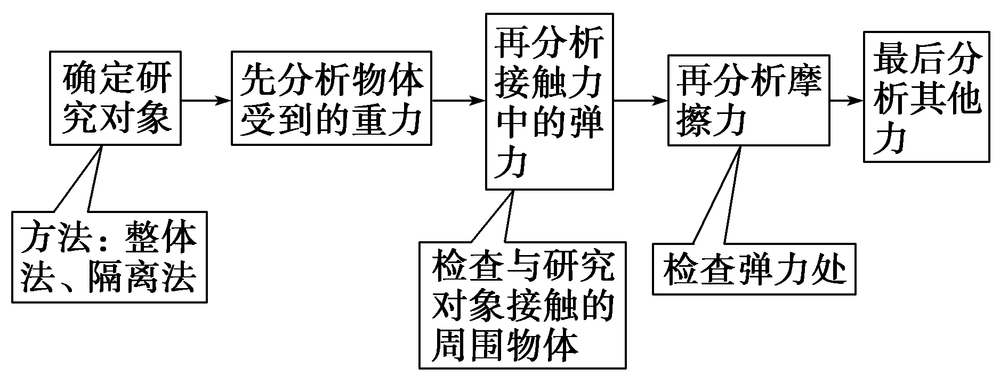 确定研
究对象
先分析物体
受到的重力
再分析
接触力
中的弹
力
再分析摩
擦力
最后分
析其他
力
方法：整体
法、隔离法
检查与研究
对象接触的
周围物体
检查弹力处